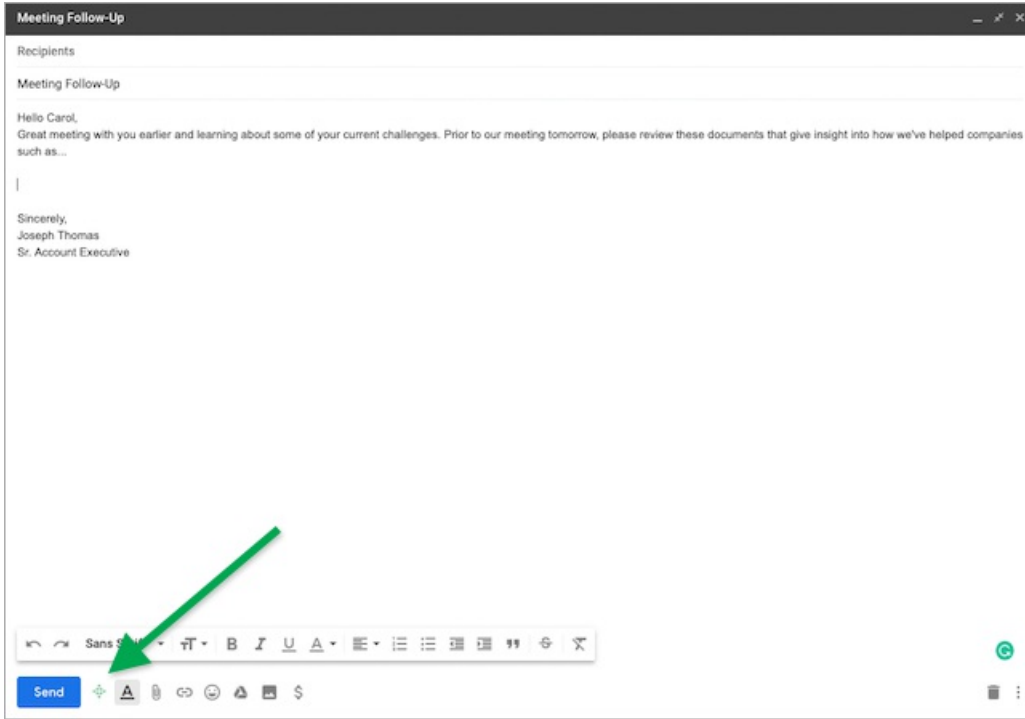 Meeting Follow-Up
Recipients
Meeting Follow-Up
Hello Carol,
Great meeting with you earlier and learning about some of your current challenges. Prior to our meeting tomorrow, please review these documents that give insight into how we've helped companies
such as...
Sincerely,
Joseph Thomas
Sr. Account Executive
Sans
Send